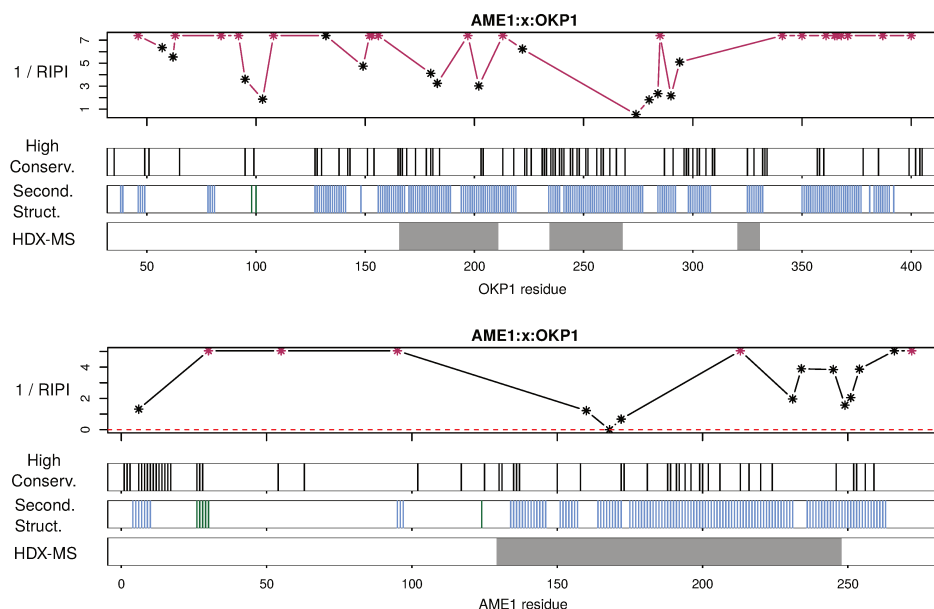 AME1:x:OKP1
1 / RIPI
7
5
3
1
High
Conserv.
Second.
Struct.
HDX-MS
50 100 150 200 250 300 350 400
OKP1 residue
AME1:x:OKP1
1 / RIPI
4
2
0
High
Conserv.
Second.
Struct.
HDX-MS
0 50 100 150 200 250
AME1 residue